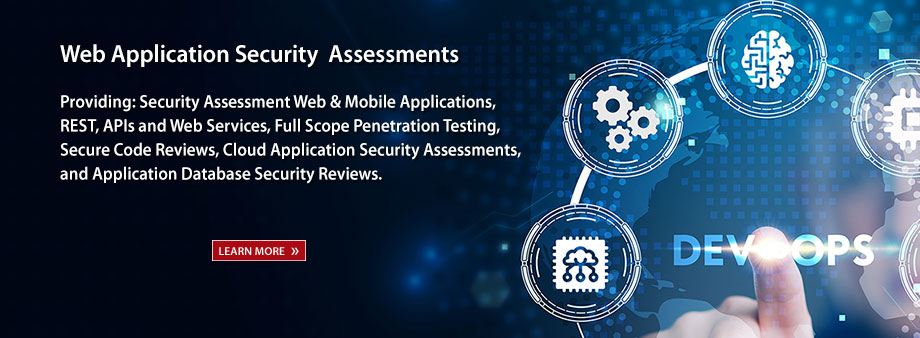 Web Application Security Assessments
Providing: Security Assessment Web & Mobile Applications,
REST, APIs and Web Services, Full Scope Penetration Testing,
Secure Code Reviews, Cloud Application Security Assessments,
and Application Database Security Reviews.
LEARN MORE »
DEVOPS